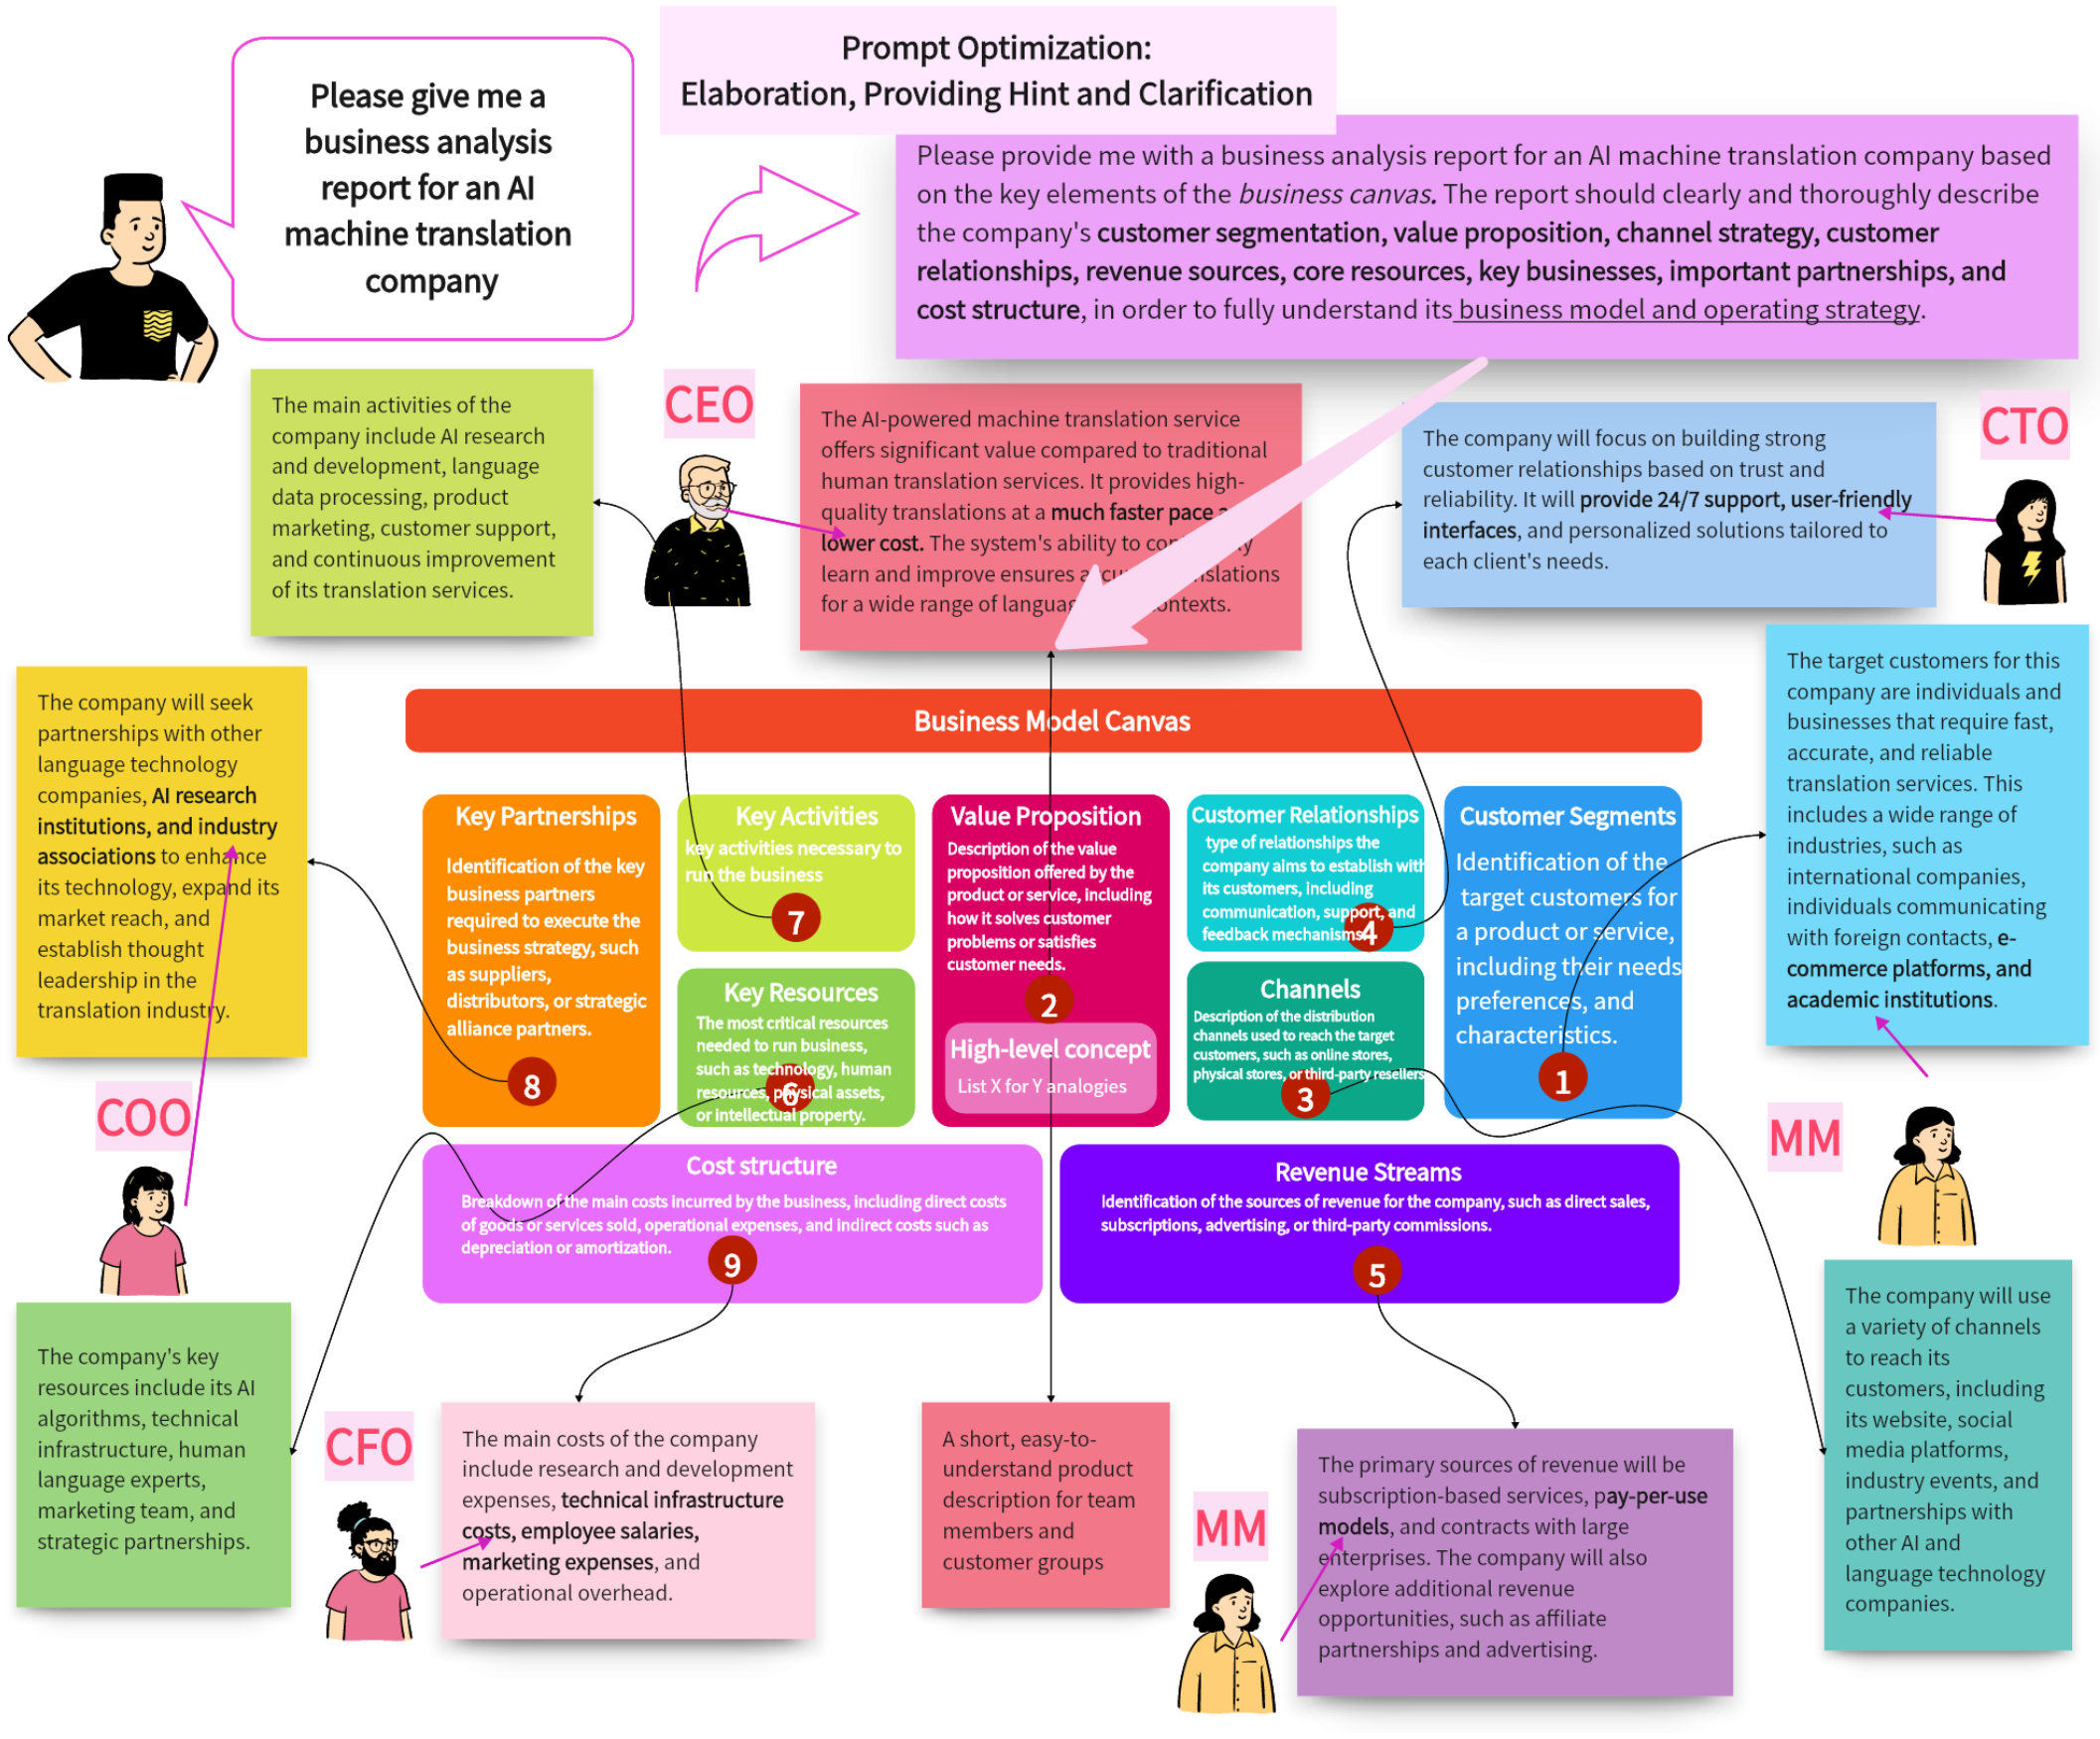 Prompt Optimization:
Elaboration, Providing Hint and Clarification
Please give me a
business analysis
report for an AI
machine translation
company
Please provide me with a business analysis report for an AI machine translation company based
on the key elements of the business canvas. The report should clearly and thoroughly describe
the company's customer segmentation, value proposition, channel strategy, customer
relationships, revenue sources, core resources, key businesses, important partnerships, and
cost structure, in order to fully understand its business model and operating strategy.
The main activities of the
company include AI research
and development, language
data processing, product
marketing, customer support,
and continuous improvement
of its translation services.
CEO
The AI-powered machine translation service
offers significant value compared to traditional
human translation services. It provides high-
quality translations at a much faster pace
lower cost. The system's ability to
learn and improve ensures
for a wide range of contexts.
The company will focus on building strong
customer relationships based on trust and
reliability. It will provide 24/7 support, user-friendly
interfaces, and personalized solutions tailored to
each client's needs.
CTO
The company will seek
partnerships with other
language technology
companies, AI research
institutions, and industry
associations to enhance
its technology, expand its
market reach, and
establish thought
leadership in the
translation industry.
The target customers for this
company are individuals and
businesses that require fast,
accurate, and reliable
translation services. This
includes a wide range of
industries, such as
international companies,
individuals communicating
with foreign contacts, e-
commerce platforms, and
academic institutions.
Business Model Canvas
Key Partnerships
Identification of the key
business partners
required to execute the
business strategy, such
as suppliers,
distributors, or strategic
alliance partners.
8
Key Activities
key activities necessary to
run the business
7
Key Resources
The most critical resources
needed to run business,
such as technology, human
resources, physical assets,
or intellectual property.
6
Value Proposition
Description of the value
proposition offered by the
product or service, including
how it solves customer
problems or satisfies
customer needs.
2
High-level concept
List X for Y analogies
Customer Relationships
type of relationships the
company aims to establish with
its customers, including
communication, support, and
feedback mechanisms.
4
Channels
Description of the distribution
channels used to reach the target
customers, such as online stores,
physical stores, or third-party resellers
3
Customer Segments
Identification of the
target customers for
a product or service,
including their needs
preferences, and
characteristics.
1
Cost structure
Breakdown of the main costs incurred by the business, including direct costs
of goods or services sold, operational expenses, and indirect costs such as
depreciation or amortization.
9
Revenue Streams
Identification of the sources of revenue for the company, such as direct sales,
subscriptions, advertising, or third-party commissions.
5
COO
MM
The company's key
resources include its AI
algorithms, technical
infrastructure, human
language experts,
marketing team, and
strategic partnerships.
CFO
The main costs of the company
include research and development
expenses, technical infrastructure
costs, employee salaries,
marketing expenses, and
operational overhead.
A short, easy-to-
understand product
description for team
members and
customer groups
MM
The primary sources of revenue will be
subscription-based services, pay-per-use
models, and contracts with large
enterprises. The company will also
explore additional revenue
opportunities, such as affiliate
partnerships and advertising.
The company will use
a variety of channels
to reach its
customers, including
its website, social
media platforms,
industry events, and
partnerships with
other AI and
language technology
companies.